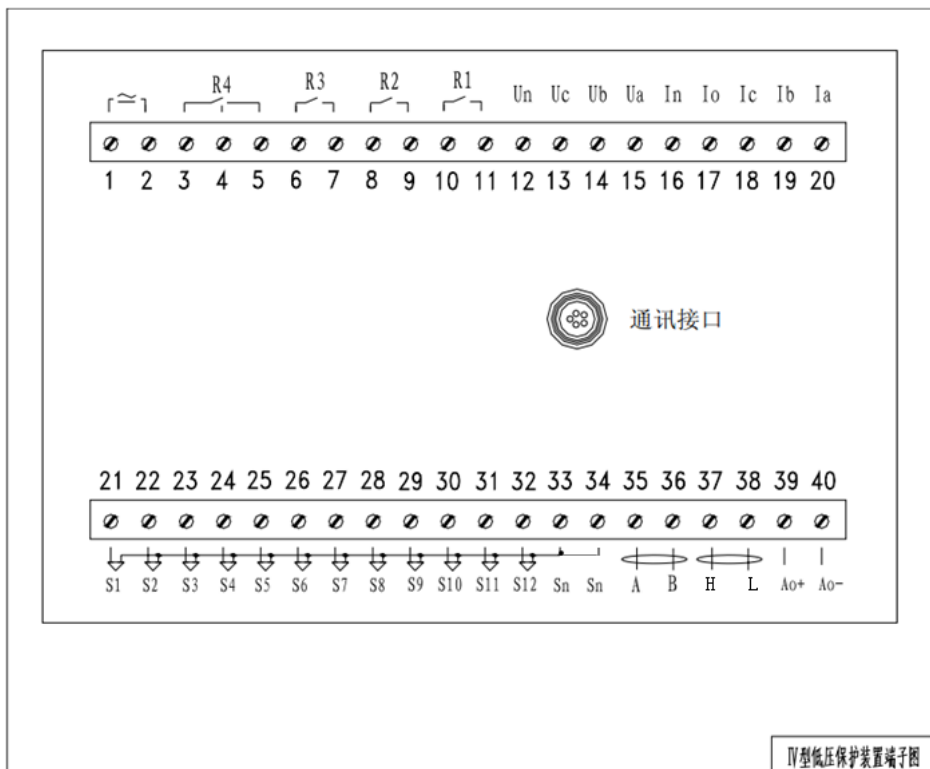 R4 R3 R2 R1 Un Uc Ub Ua In Io Ic Ib Ia
1 2 3 4 5 6 7 8 9 10 11 12 13 14 15 16 17 18 19 20
通讯接口
21 22 23 24 25 26 27 28 29 30 31 32 33 34 35 36 37 38 39 40
S1 S2 S3 S4 S5 S6 S7 S8 S9 S10 S11 S12 Sn Sn A B H L Ao+ Ao-
Ⅳ型低压保护装置端子图